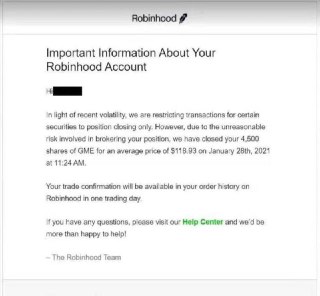 Robinhood
Important Information About Your
Robinhood Account
Hi
In light of recent volatility, we are restricting transactions for certain
securities to position closing only. However, due to the unreasonable
risk involved in brokering your position, we have closed your 4,500
shares of GME for an average price of $118.93 on January 28th, 2021
at 11:24 AM.
Your trade confirmation will be available in your order history on
Robinhood in one trading day.
If you have any questions, please visit our Help Center and we'd be
more than happy to help!
– The Robinhood Team